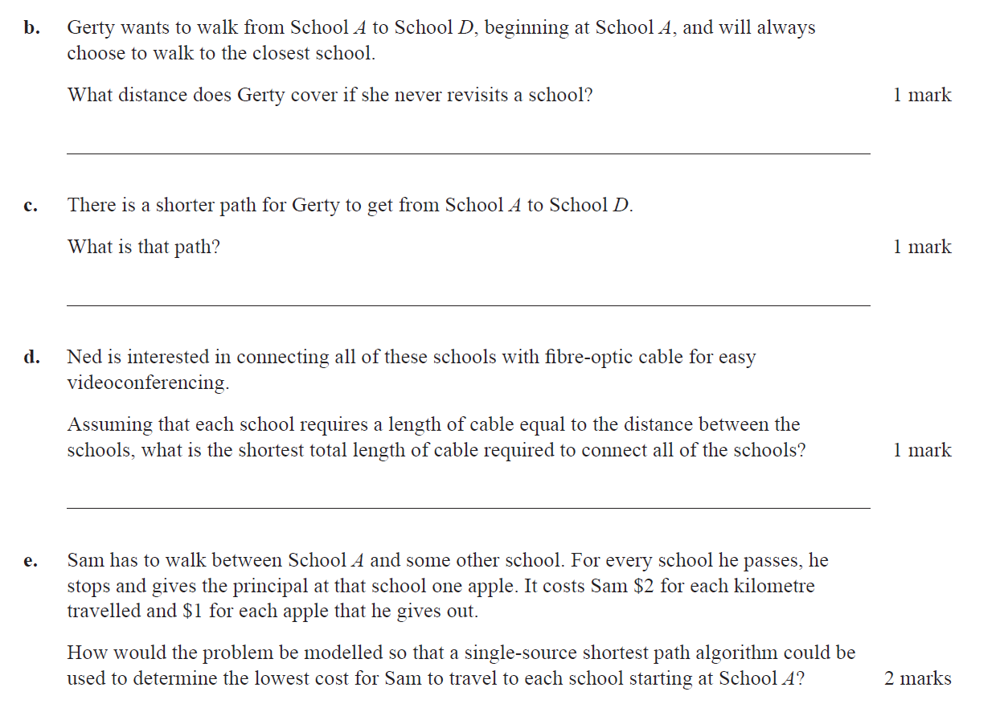 b. Gerty wants to walk from School A to School D, beginning at School A, and will always
choose to walk to the closest school.
What distance does Gerty cover if she never revisits a school? 1 mark
c. There is a shorter path for Gerty to get from School A to School D.
What is that path? 1 mark
d. Ned is interested in connecting all of these schools with fibre-optic cable for easy
videoconferencing.
Assuming that each school requires a length of cable equal to the distance between the
schools, what is the shortest total length of cable required to connect all of the schools? 1 mark
e. Sam has to walk between School A and some other school. For every school he passes, he
stops and gives the principal at that school one apple. It costs Sam $2 for each kilometre
travelled and $1 for each apple that he gives out.
How would the problem be modelled so that a single-source shortest path algorithm could be
used to determine the lowest cost for Sam to travel to each school starting at School A? 2 marks